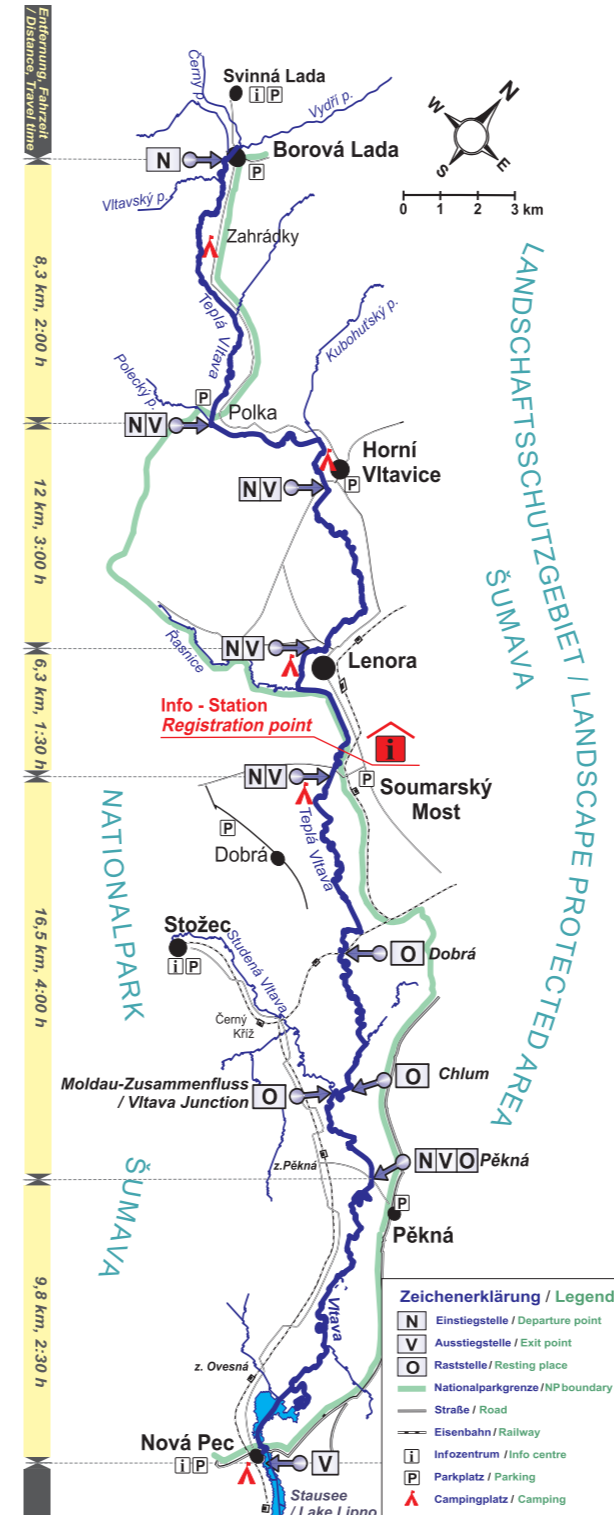 Entfernung, Fahrzeit
/ Distance, Travel time
Černý p.
Svinná Lada
i P
Vydří p.
N
Borová Lada
P
N
W
E
S
0 1 2 3 km
Vltavský p.
Zahrádky
8,3 km, 2:00 h
Teplá Vltava
Kubohuťský p.
Polecký p.
P
Polka
N V
Horní
Vltavice
P
N V
12 km, 3:00 h
LANDSCHAFTSSCHUTZGEBIET / LANDSCAPE PROTECTED AREA
ŠUMAVA
Řasnice
N V
Lenora
6,3 km, 1:30 h
Info - Station
Registration point
i
N V
P
Soumarský
Most
Teplá Vltava
NATIONALPARK
P
Dobrá
Stožec
i P
Studená Vltava
O
Dobrá
16,5 km, 4:00 h
Černý
Kříž
Moldau-Zusammenfluss
/ Vltava Junction
O
O
Chlum
z.Pěkná
N V O
Pěkná
ŠUMAVA
P
Pěkná
9,8 km, 2:30 h
Vltava
z. Ovesná
Nová Pec
i P
V
Stausee
/ Lake Lipno
Zeichenerklärung / Legend
N Einstiegstelle / Departure point
V Ausstiegstelle / Exit point
O Raststelle / Resting place
Nationalparkgrenze / NP boundary
Straße / Road
Eisenbahn / Railway
i Infozentrum / Info centre
P Parkplatz / Parking
Campingplatz / Camping